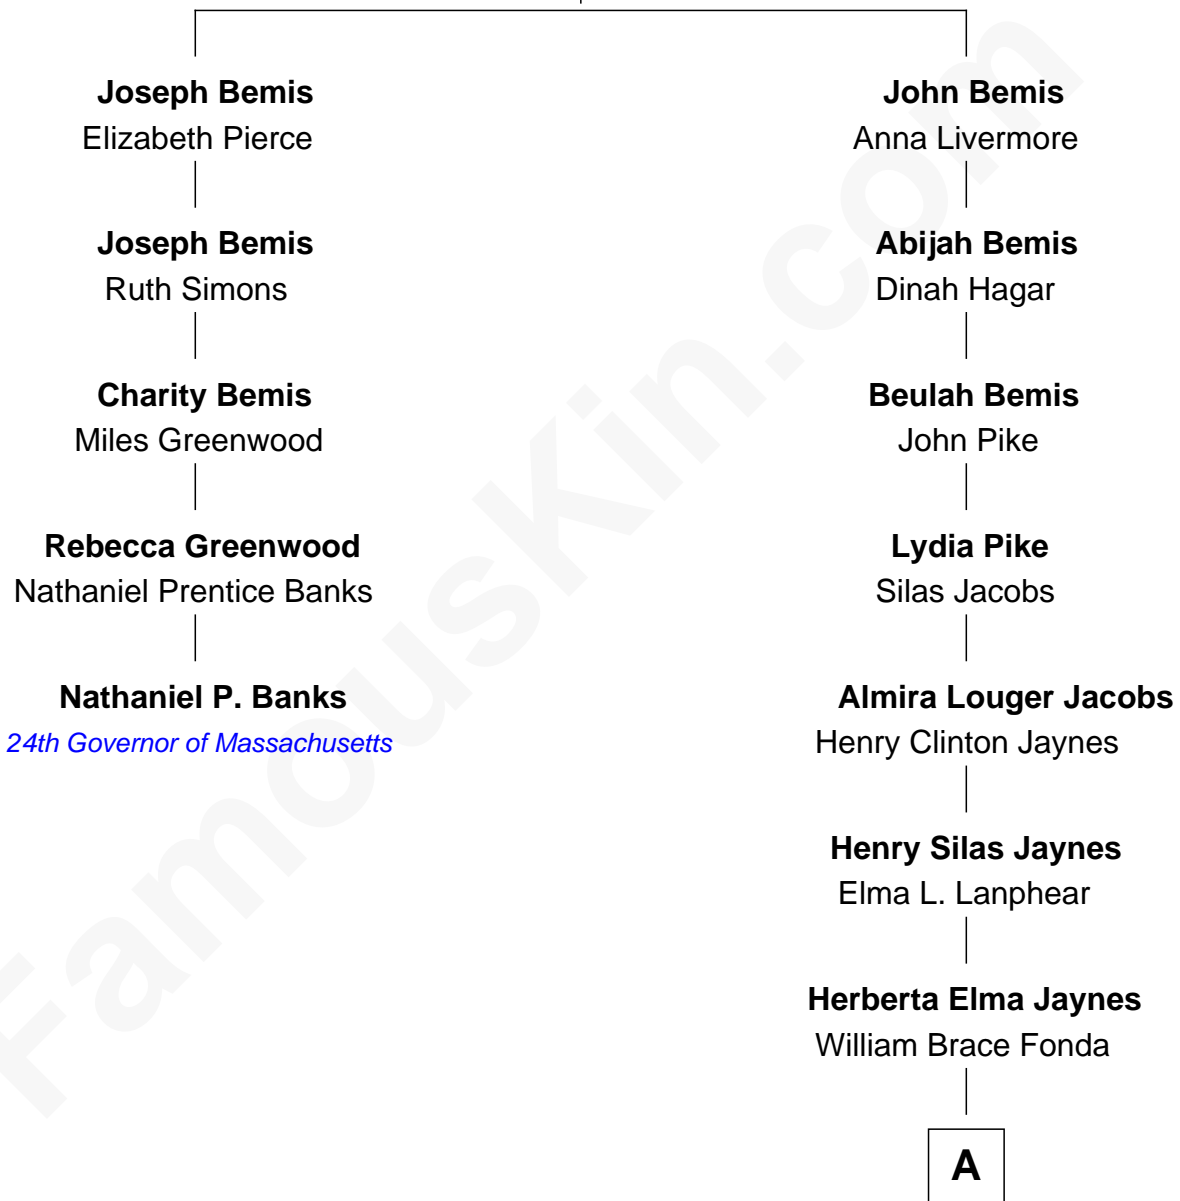 Joseph Bemis
Elizabeth Pierce
Joseph Bemis
Ruth Simons
Charity Bemis
Miles Greenwood
Rebecca Greenwood
Nathaniel Prentice Banks
Nathaniel P. Banks
24th Governor of Massachusetts
John Bemis
Anna Livermore
Abijah Bemis
Dinah Hagar
Beulah Bemis
John Pike
Lydia Pike
Silas Jacobs
Almira Louger Jacobs
Henry Clinton Jaynes
Henry Silas Jaynes
Elma L. Lanphear
Herberta Elma Jaynes
William Brace Fonda
A
FamousKin.com